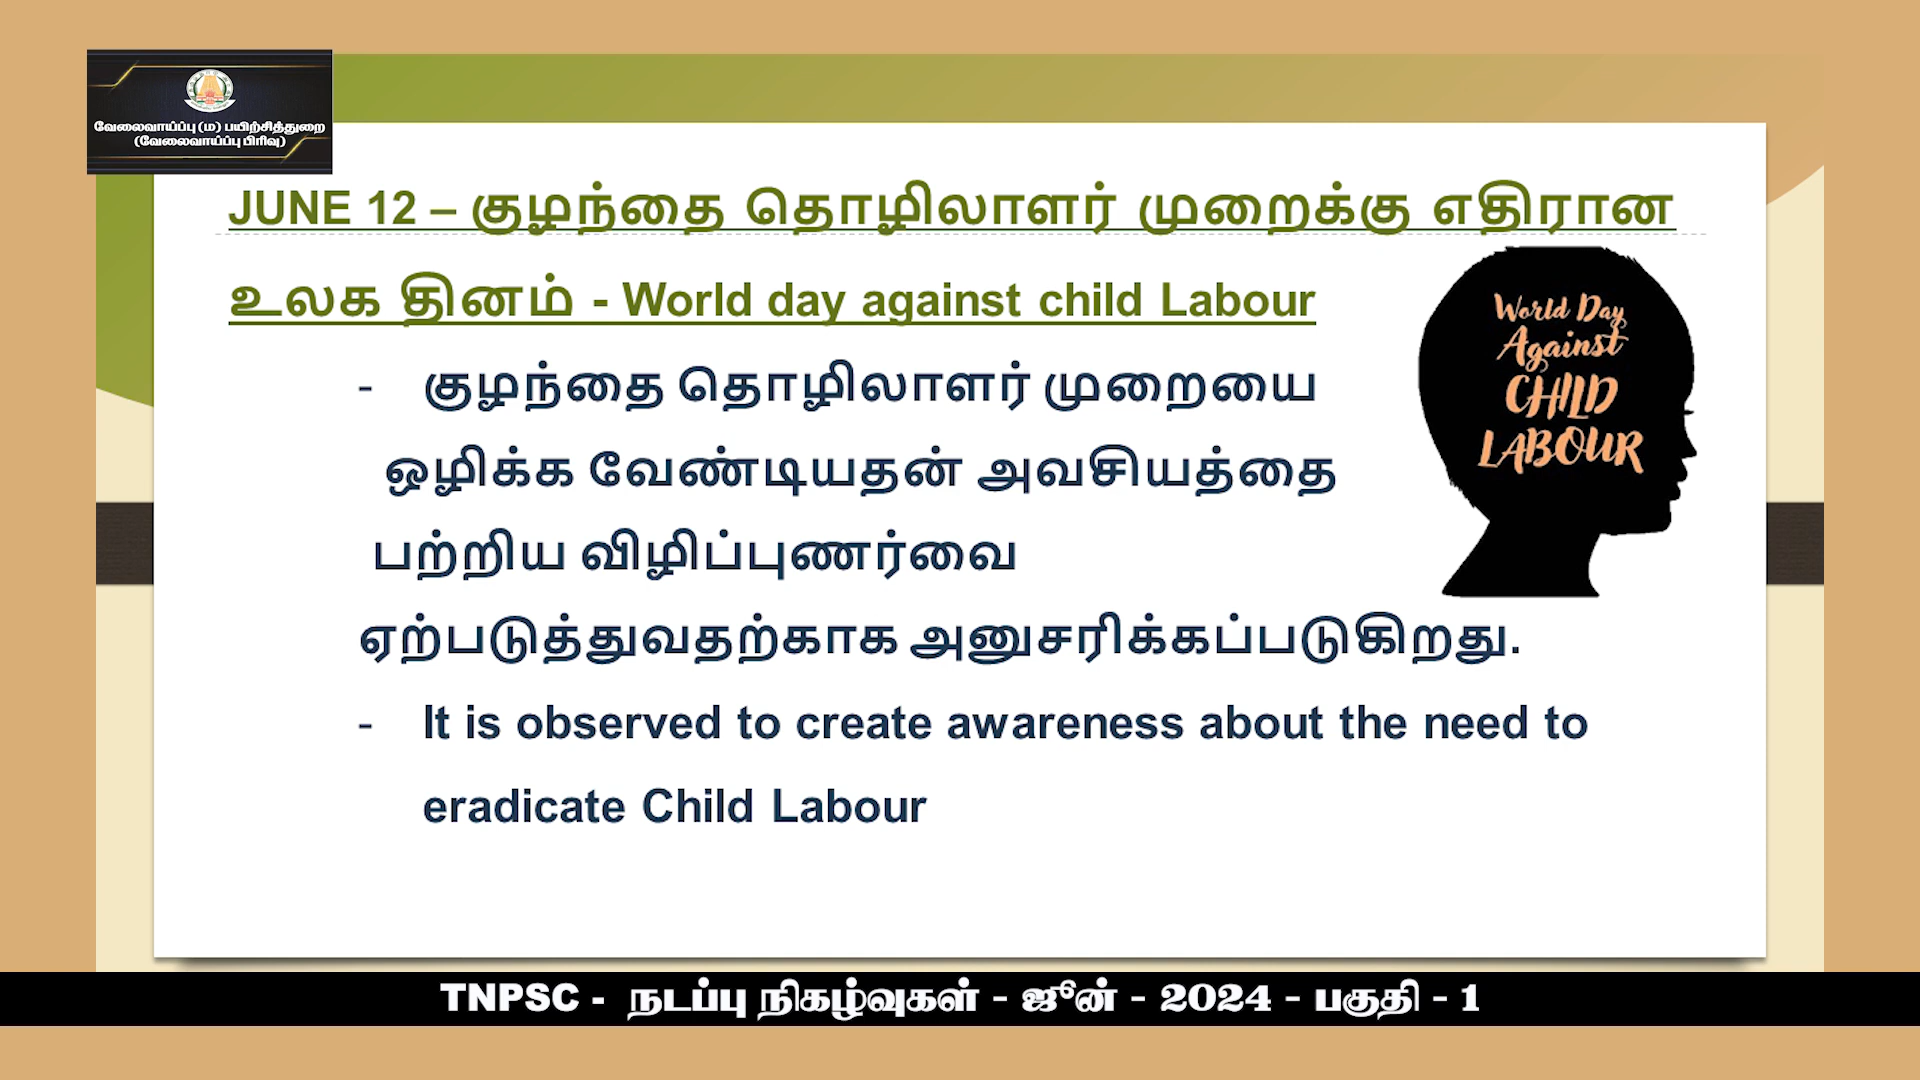 வேலைவாய்ப்பு (ம) பயிற்சித்துறை
(வேலைவாய்ப்பு பிரிவு)
JUNE 12 – குழந்தை தொழிலாளர் முறைக்கு எதிரான
உலக தினம் - World day against child Labour
- குழந்தை தொழிலாளர் முறையை
ஒழிக்க வேண்டியதன் அவசியத்தை
பற்றிய விழிப்புணர்வை
ஏற்படுத்துவதற்காக அனுசரிக்கப்படுகிறது.
- It is observed to create awareness about the need to
eradicate Child Labour
World Day
Against
CHILD
LABOUR
TNPSC - நடப்பு நிகழ்வுகள் - ஜூன் - 2024 - பகுதி - 1